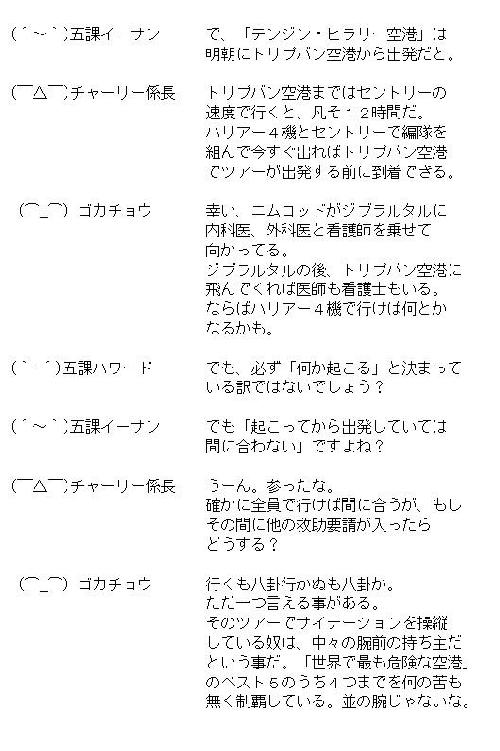 (´～｀)五課イーサン で、「テンジン・ヒラリー空港」は
明朝にトリブバン空港から出発だと。
(￣△￣)チャーリー係長 トリブバン空港まではセントリーの
速度で行くと、凡そ１２時間だ。
ハリアー４機とセントリーで編隊を
組んで今すぐ出ればトリブバン空港
でツアーが出発する前に到着できる。
(⌒_⌒) ゴカチョウ 幸い、ニムロッドがジブラルタルに
内科医、外科医と看護師を乗せて
向かってる。
ジブラルタルの後、トリブバン空港に
飛んでくれば医師も看護士もいる。
ならばハリアー４機で行けば何とか
なるかも。
(｀－´)五課ハワード でも、必ず「何か起こる」と決まって
いる訳ではないでしょう？
(´～｀)五課イーサン でも「起こってから出発していては
間に合わない」ですよね？
(￣△￣)チャーリー係長 うーん。参ったな。
確かに全員で行けば間に合うが、もし
その間に他の救助要請が入ったら
どうする？
(⌒_⌒) ゴカチョウ 行くも八卦行かぬも八卦か。
ただ一つ言える事がある。
そのツアーでサイテーションを操縦
している奴は、中々の腕前の持ち主だ
という事だ。「世界で最も危険な空港」
のベスト５のうち４つまでを何の苦も
無く制覇している。並の腕じゃないな。